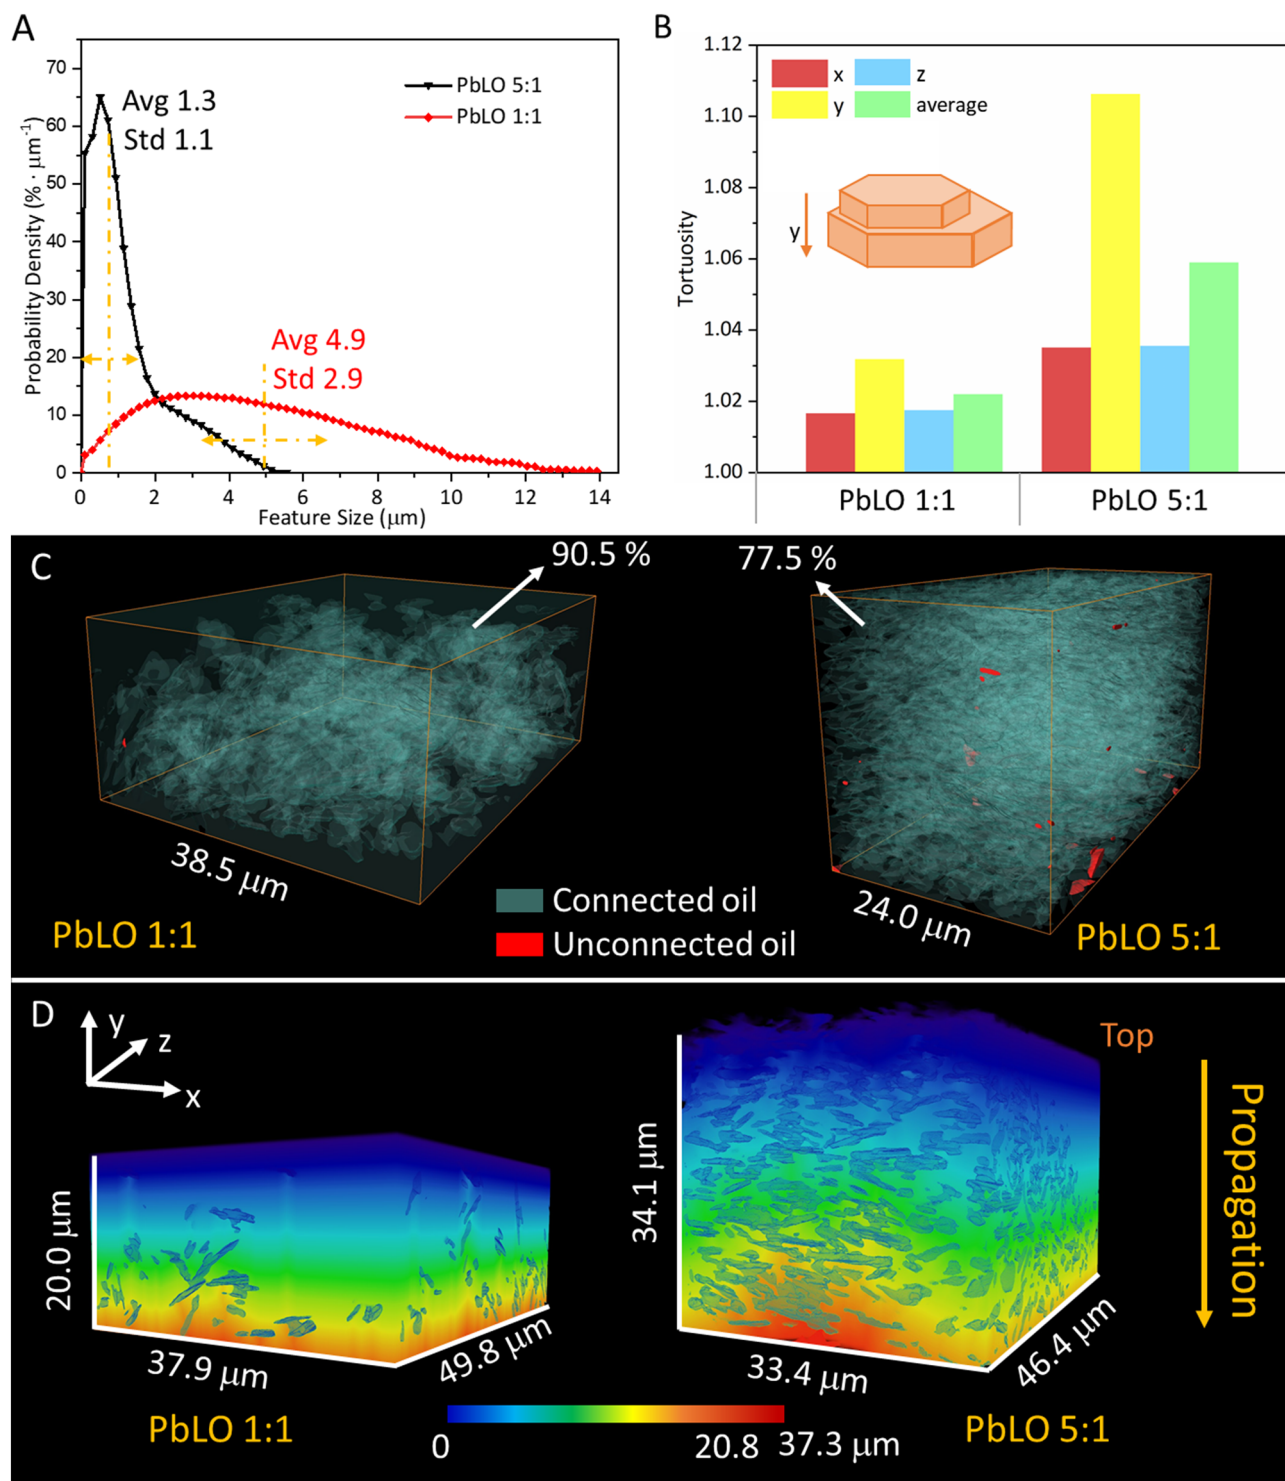 A
70
60
50
40
30
20
10
0
Probability Density (% · μm⁻¹)
PbLO 5:1
PbLO 1:1
Avg 1.3
Std 1.1
Avg 4.9
Std 2.9
0 2 4 6 8 10 12 14
Feature Size (μm)
B
1.12
1.10
1.08
1.06
1.04
1.02
1.00
Tortuosity
x z
y average
y
PbLO 1:1 PbLO 5:1
C
90.5 %
77.5 %
38.5 μm
24.0 μm
Connected oil
Unconnected oil
PbLO 1:1
PbLO 5:1
D
y
z
x
Top
Propagation
20.0 μm
37.9 μm
49.8 μm
34.1 μm
33.4 μm
46.4 μm
PbLO 1:1
0 20.8 37.3 μm
PbLO 5:1